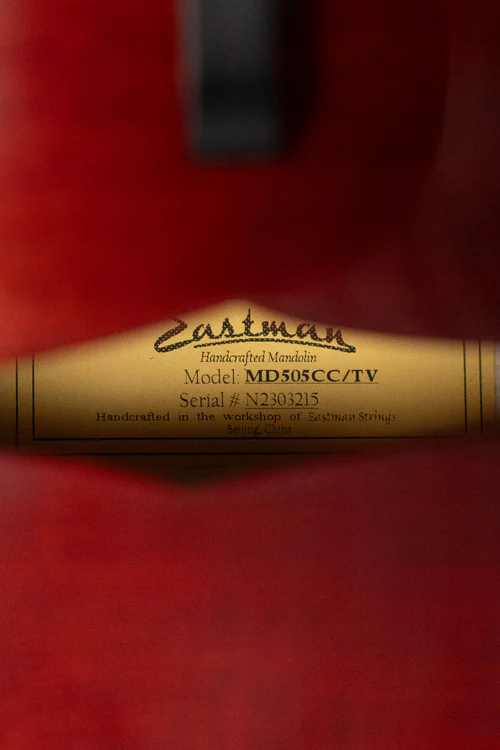 Eastman
Handcrafted Mandolin
Model: MD505CC/TV
Serial # N2303215
Handcrafted in the workshop of Eastman Strings
Beijing, China